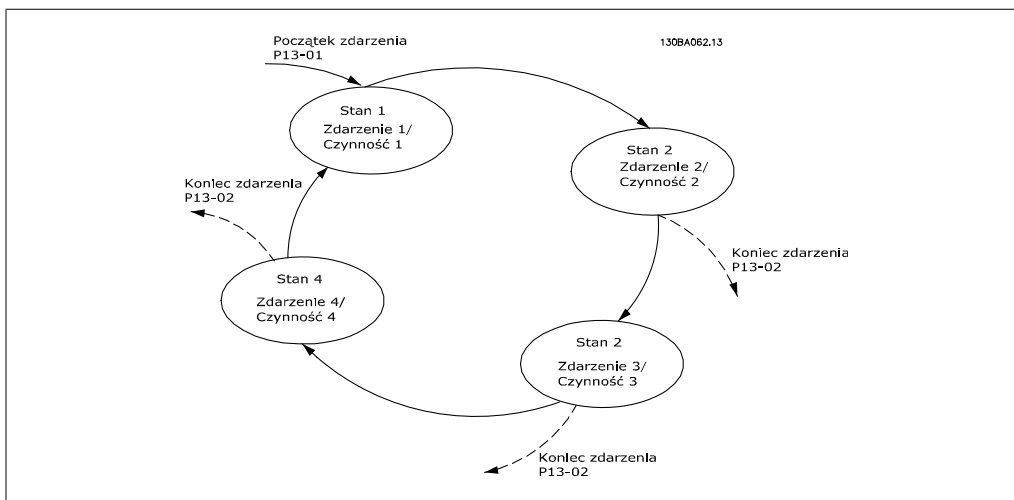 Początek zdarzenia
P13-01
130BA062.13
Stan 1
Zdarzenie 1/
Czynność 1
Stan 2
Zdarzenie 2/
Czynność 2
Koniec zdarzenia
P13-02
Koniec zdarzenia
P13-02
Stan 4
Zdarzenie 4/
Czynność 4
Stan 2
Zdarzenie 3/
Czynność 3
Koniec zdarzenia
P13-02